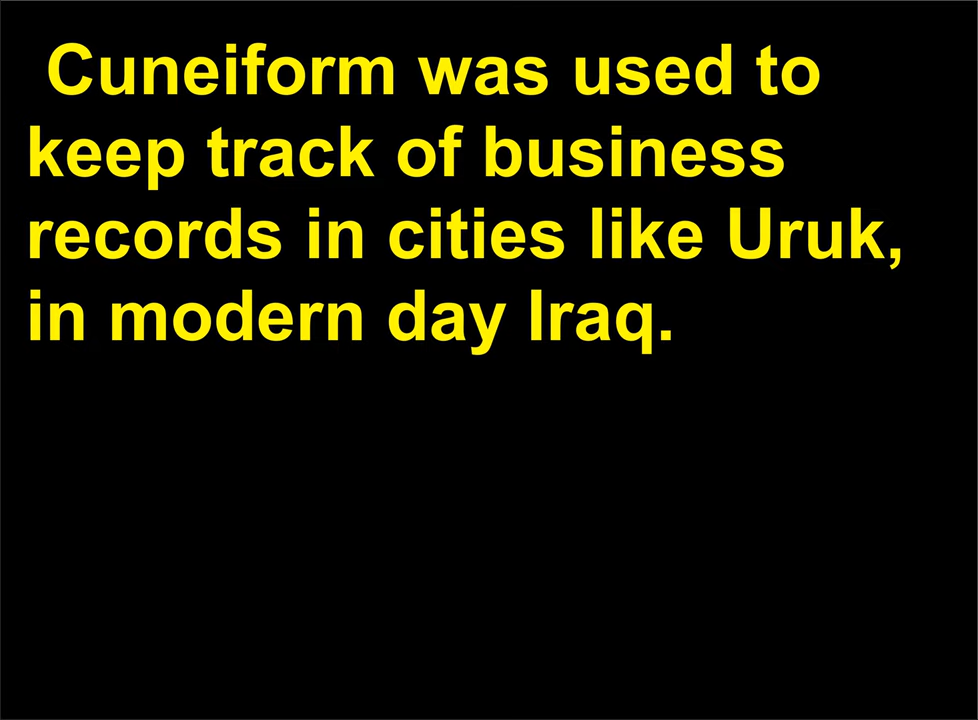 Cuneiform was used to
keep track of business
records in cities like Uruk,
in modern day Iraq.